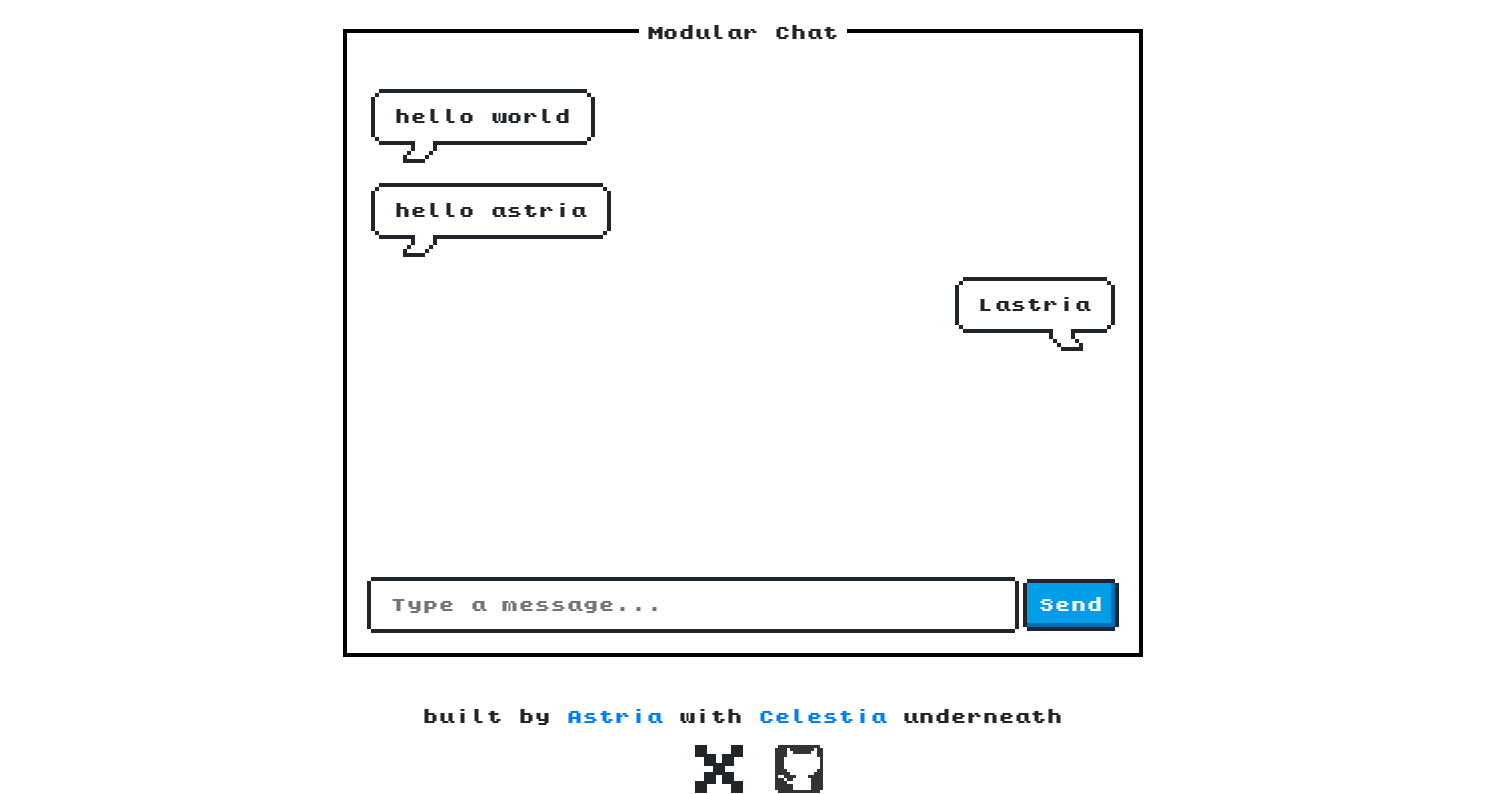 Modular Chat
hello world
hello astria
Lastria
Type a message...
Send
built by Astria with Celestia underneath